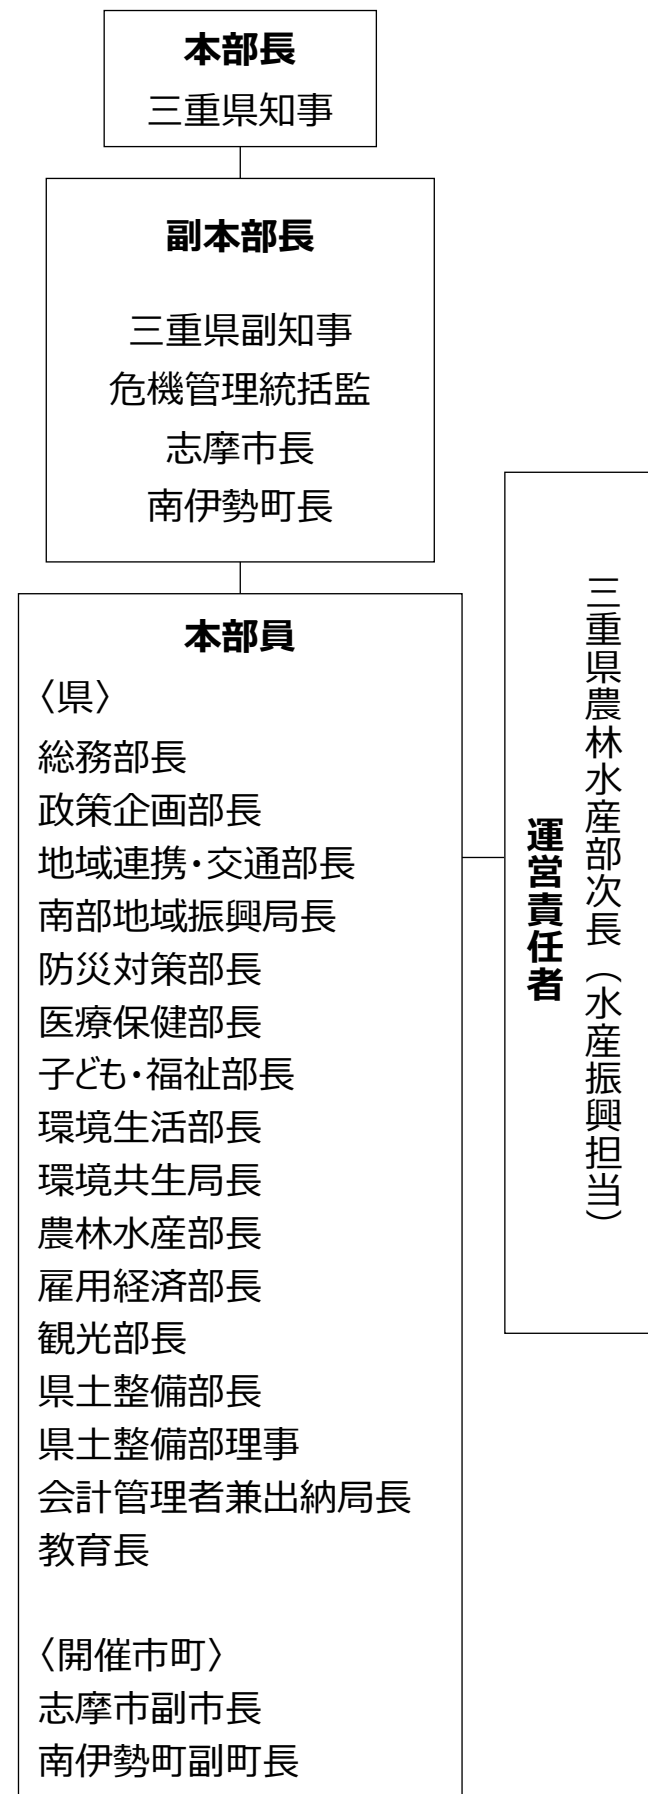 本部長
三重県知事
副本部長
三重県副知事
危機管理統括監
志摩市長
南伊勢町長
本部員
〈県〉
総務部長
政策企画部長
地域連携・交通部長
南部地域振興局長
防災対策部長
医療保健部長
子ども・福祉部長
環境生活部長
環境共生局長
農林水産部長
雇用経済部長
観光部長
県土整備部長
県土整備部理事
会計管理者兼出納局長
教育長
〈開催市町〉
志摩市副市長
南伊勢町副町長
三重県農林水産部次長（水産振興担当）
運営責任者